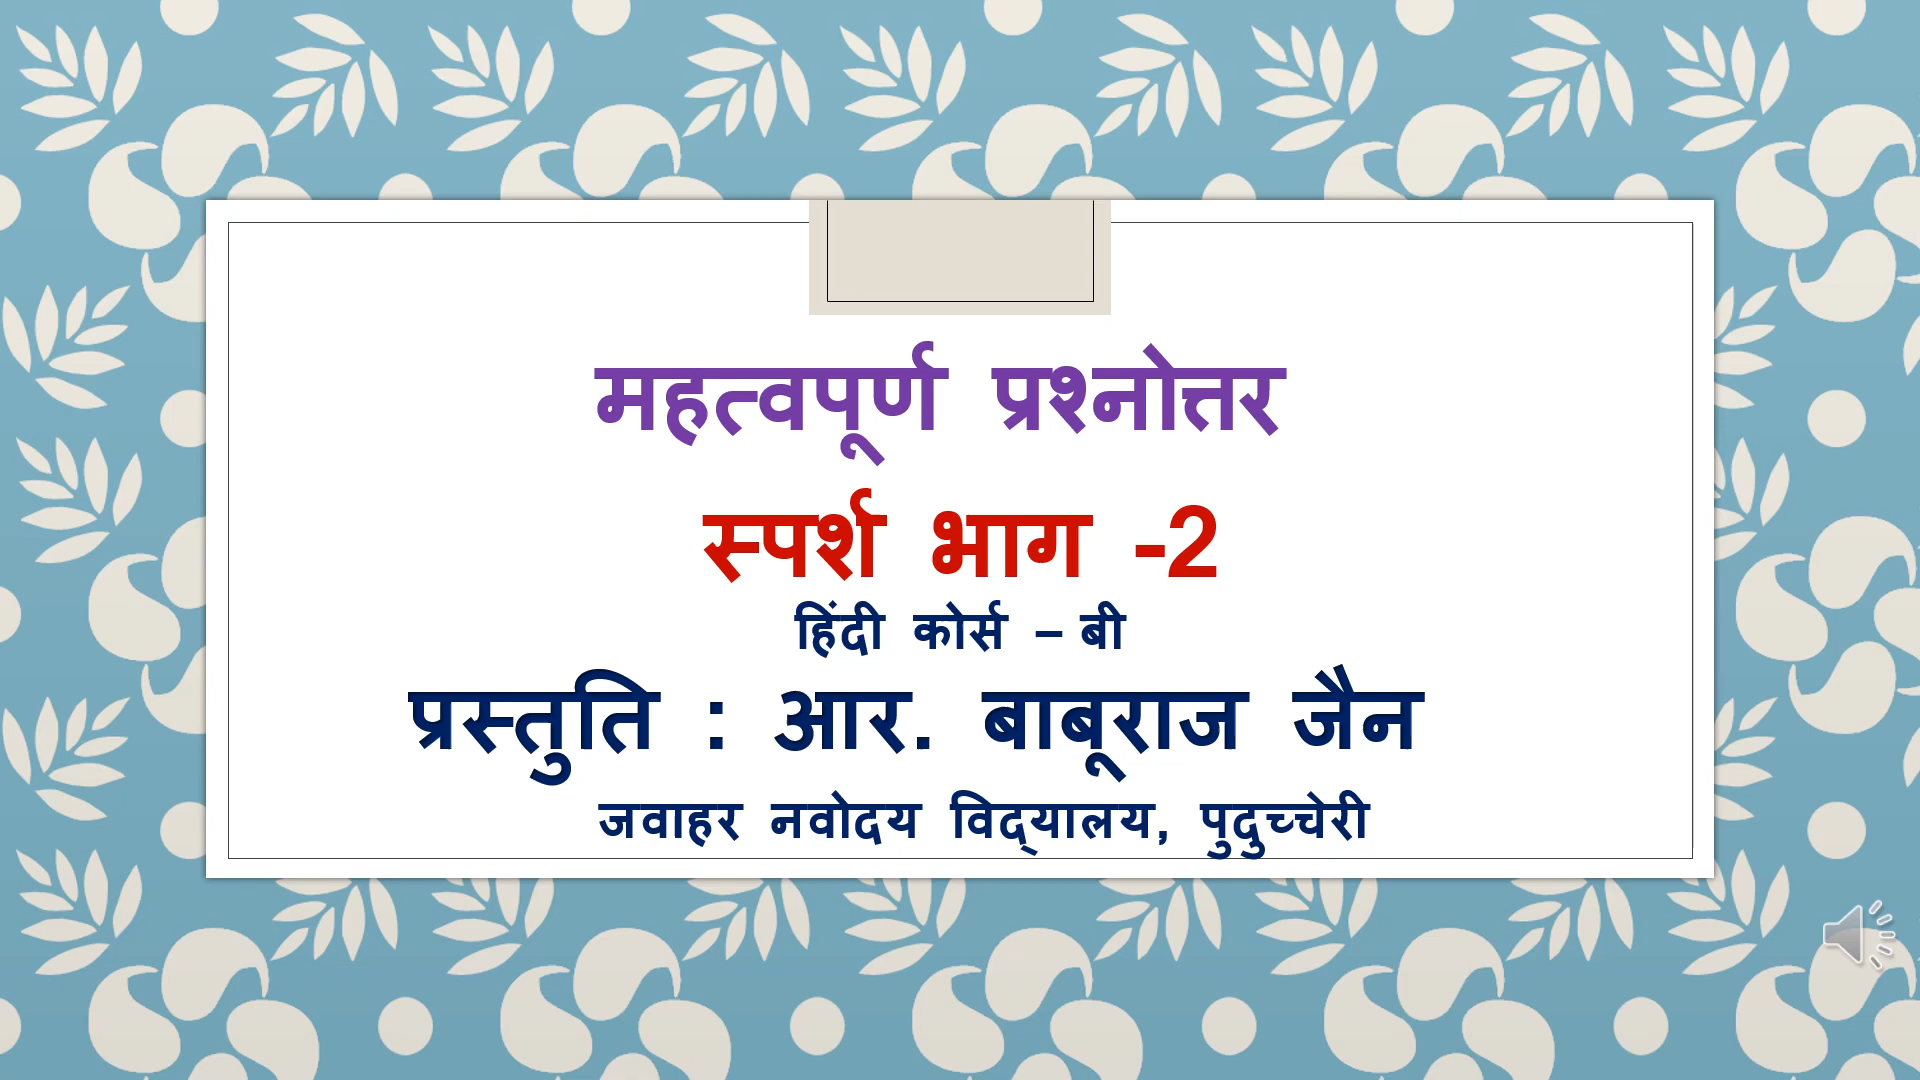 महत्वपूर्ण प्रश्नोत्तर
स्पर्श भाग -2
हिंदी कोर्स – बी
प्रस्तुति : आर. बाबूराज जैन
जवाहर नवोदय विद्‌यालय, पुदुच्चेरी